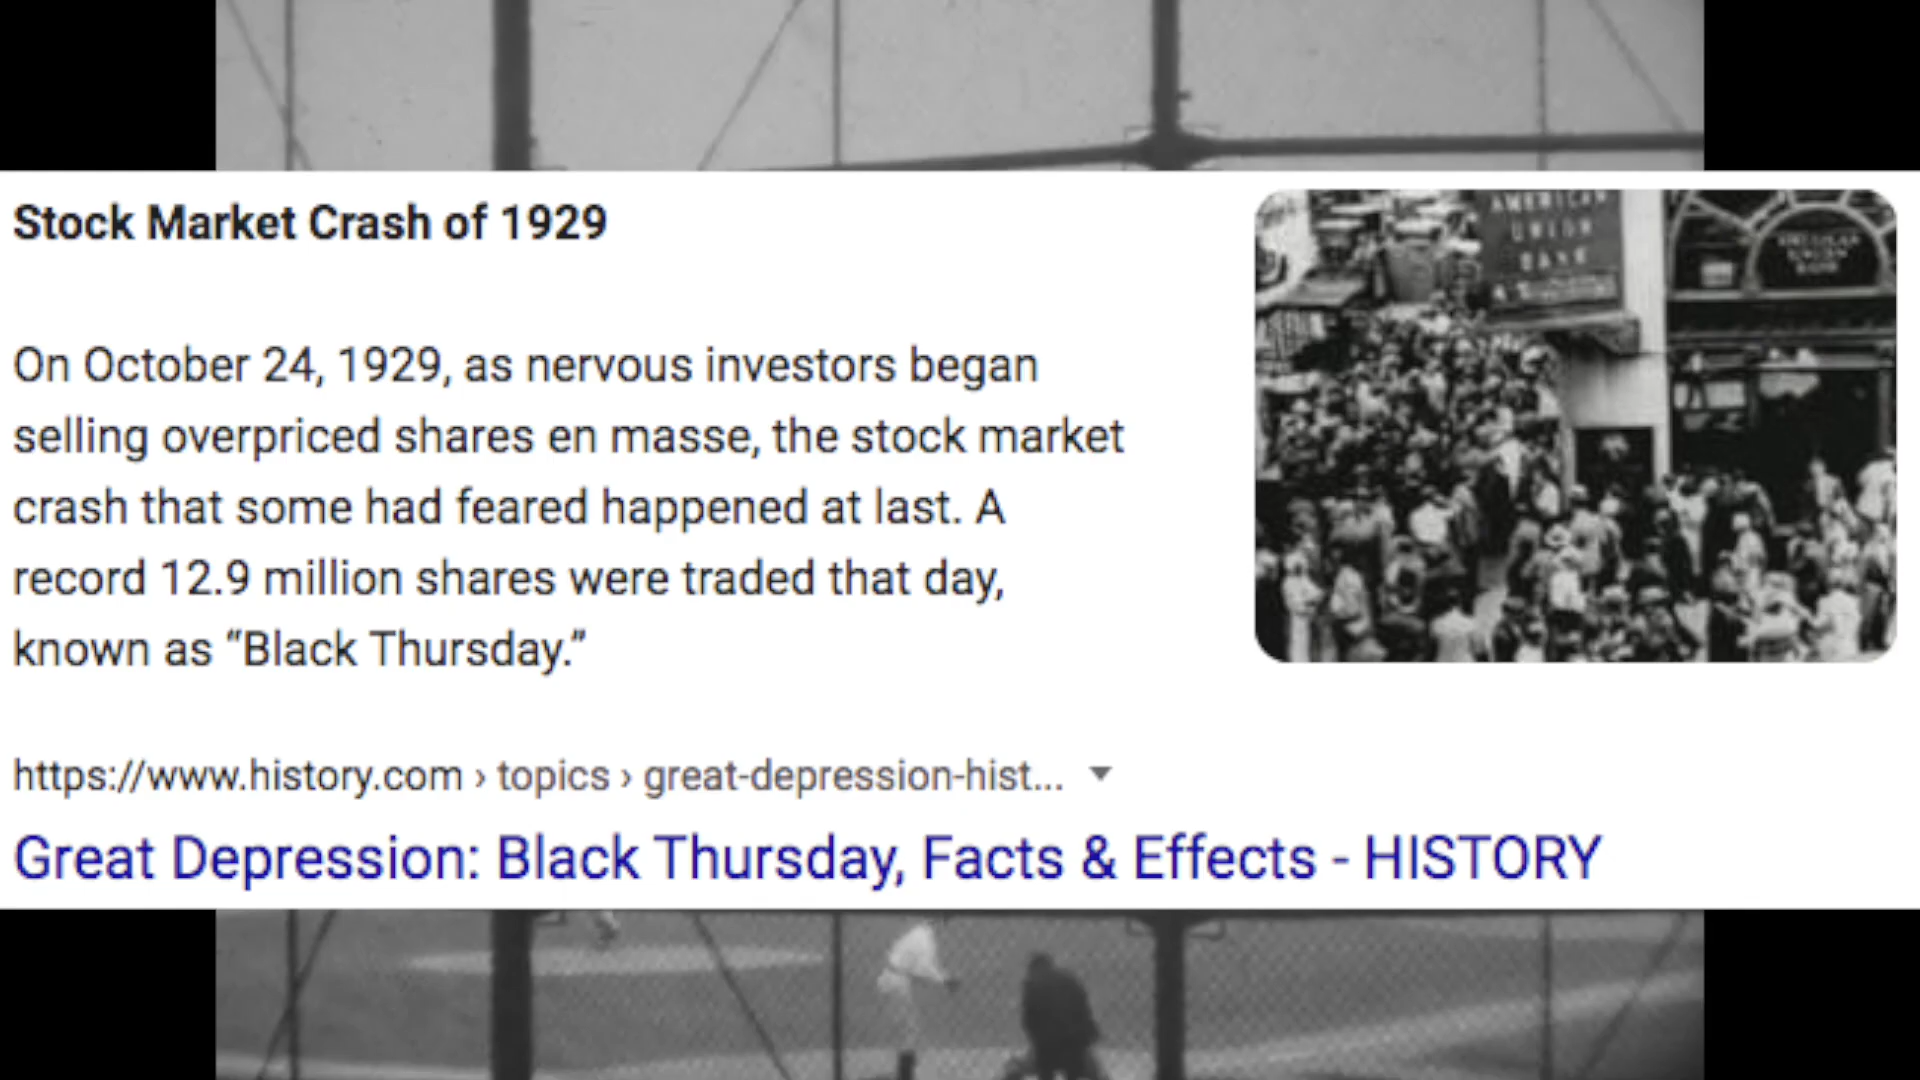 Stock Market Crash of 1929
On October 24, 1929, as nervous investors began
selling overpriced shares en masse, the stock market
crash that some had feared happened at last. A
record 12.9 million shares were traded that day,
known as “Black Thursday.”
AMERICAN
UNION
BANK
https://www.history.com › topics › great-depression-hist...
Great Depression: Black Thursday, Facts & Effects - HISTORY